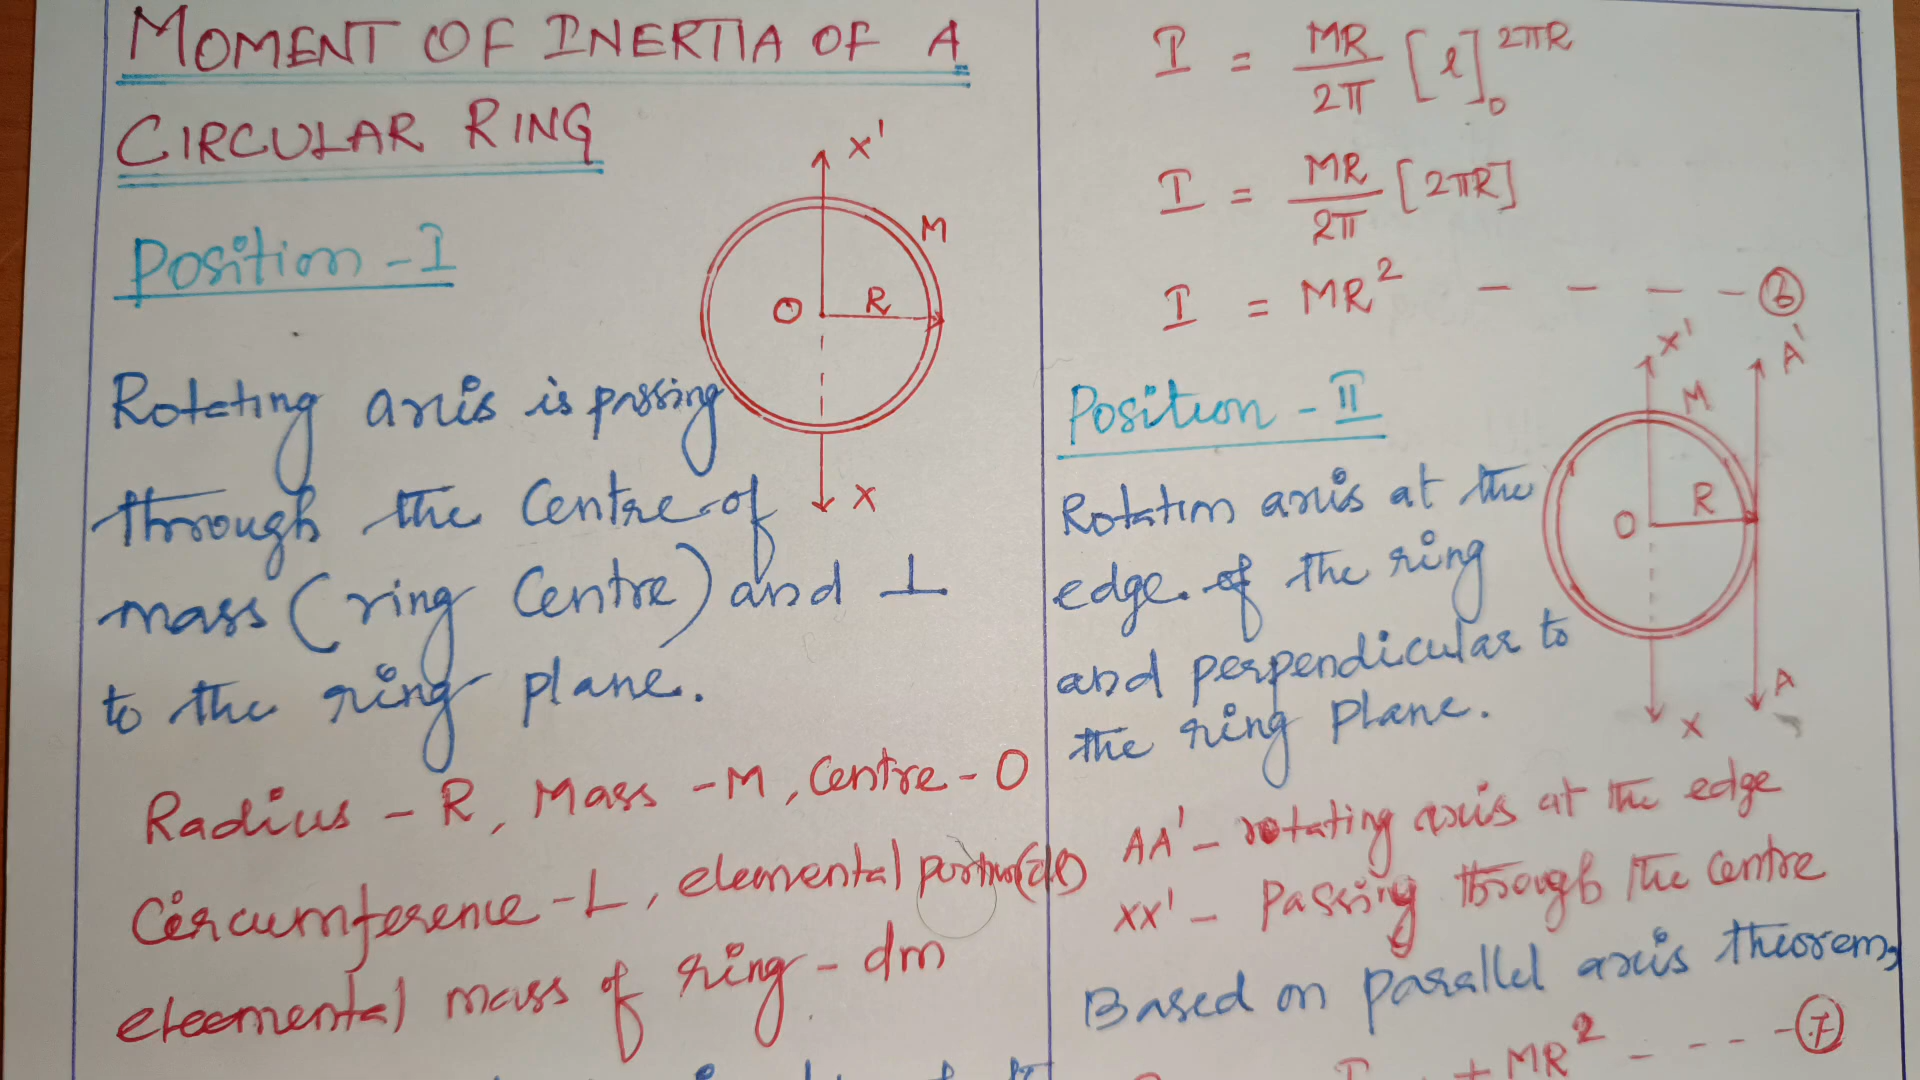 MOMENT OF INERTIA OF A
CIRCULAR RING
Position - I
X'
M
O
R
X
Rotating axis is passing
through the Centre of
mass (ring Centre) and ⊥
to the ring plane.
Radius - R, Mass - M, Centre - O
Circumference - L, elemental portion (dl)
eleemental mass of ring - dm
I = MR/2π [l]₀^2πR
I = MR/2π [2πR]
I = MR² - - - - ⑥
Position - II
X'
A'
M
O
R
X
A
Rotation axis at the
edge of the ring
and perpendicular to
the ring plane.
AA' - rotating axis at the edge
XX' - Passing through the Centre
Based on parallel axis theorem,
+ MR² - - - - ⑦